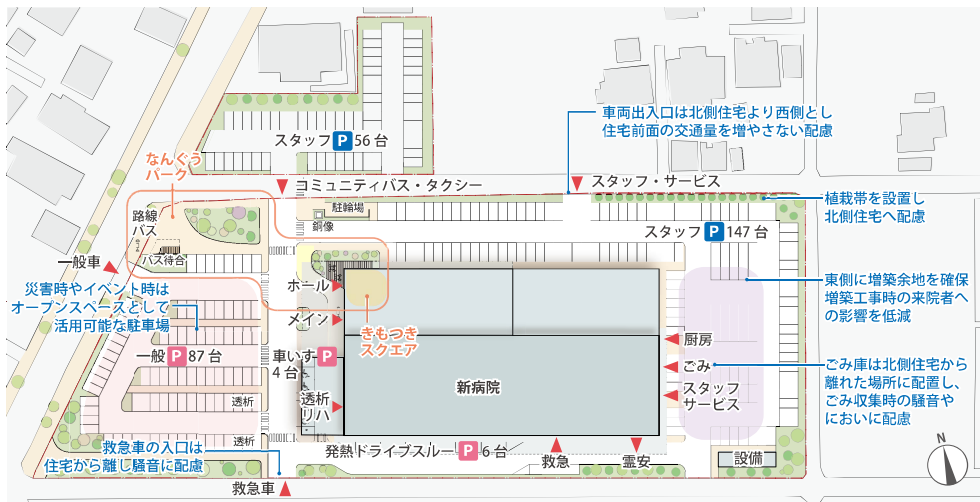 スタッフ P 56 台
車両出入口は北側住宅より西側とし
住宅前面の交通量を増やさない配慮
なんぐう
パーク
コミュニティバス・タクシー
スタッフ・サービス
植栽帯を設置し
北側住宅へ配慮
路線
バス
駐輪場
銅像
スタッフ P 147 台
バス待合
一般車
東側に増築余地を確保
増築工事時の来院者へ
の影響を低減
災害時やイベント時は
オープンスペースとして
活用可能な駐車場
ホール
メイン
きもつき
スクエア
一般 P 87 台
車いす P
4 台
厨房
ごみ
スタッフ
サービス
ごみ庫は北側住宅から
離れた場所に配置し、
ごみ収集時の騒音や
においに配慮
新病院
透析
透析
リハ
透析
救急車の入口は
住宅から離し騒音に配慮
発熱ドライブスルー P 6 台
救急
霊安
設備
救急車
N